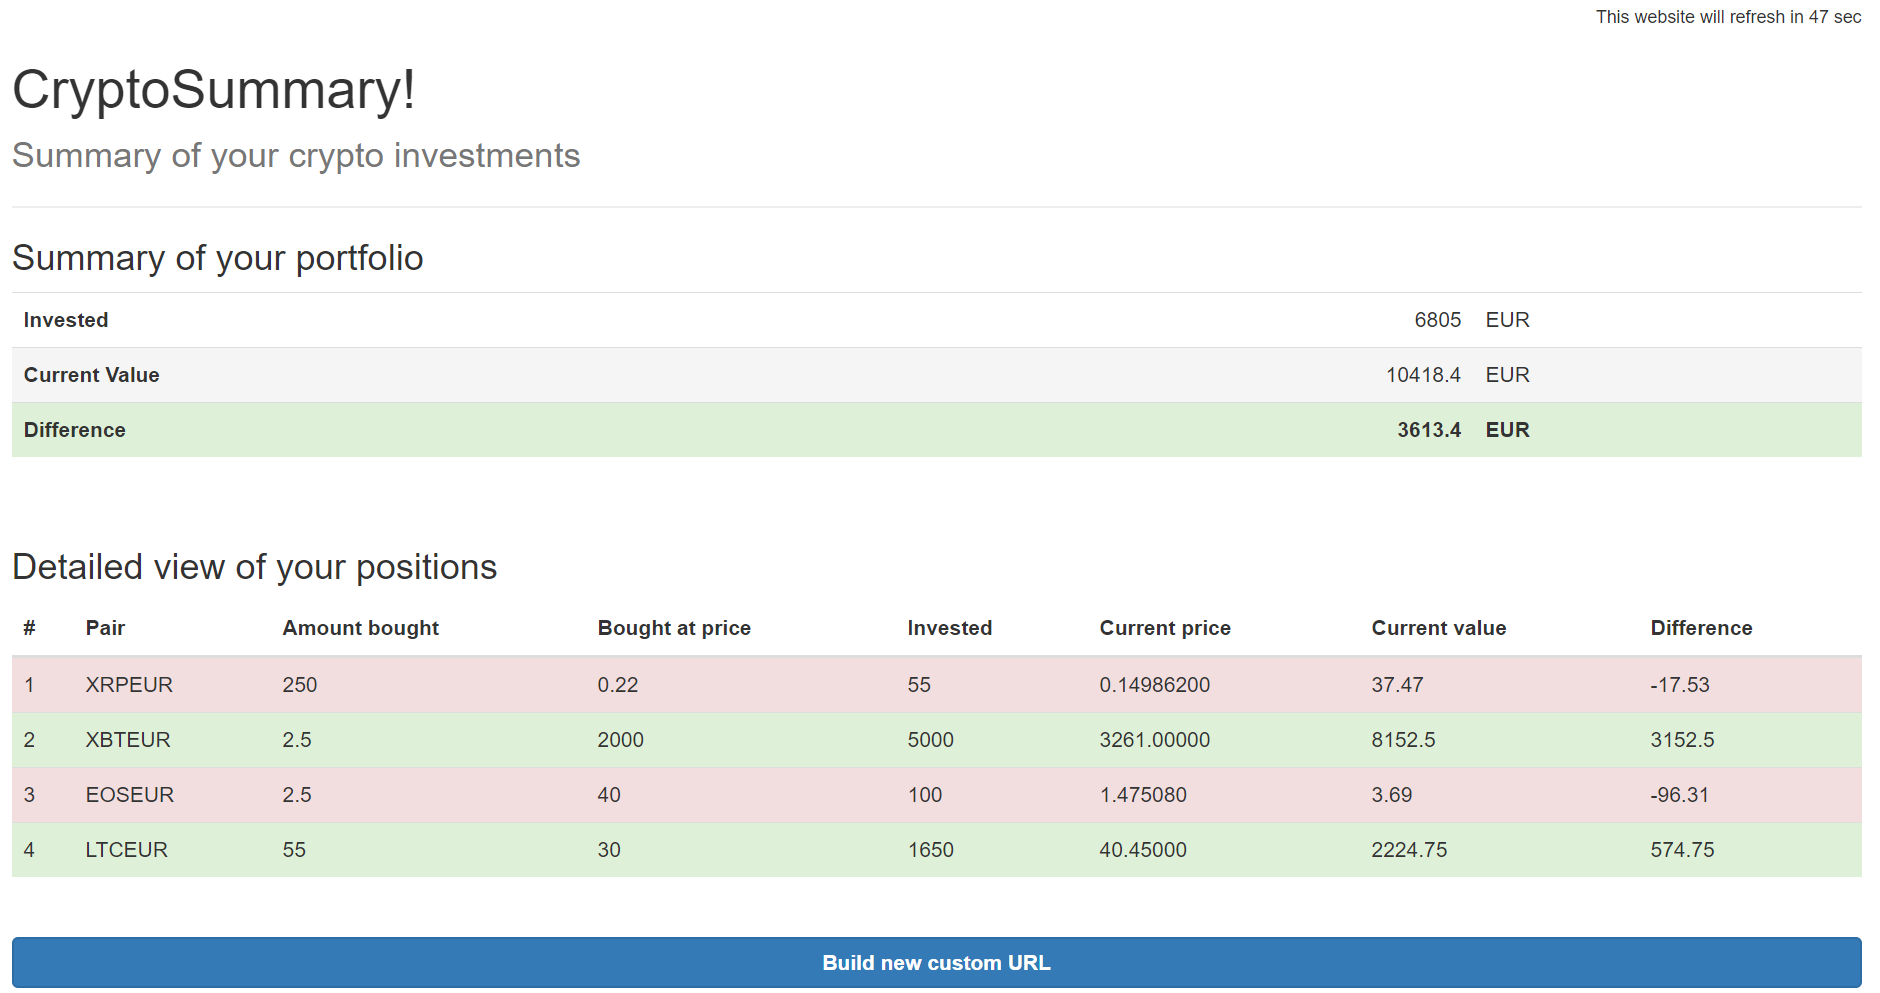 This website will refresh in 47 sec
CryptoSummary!
Summary of your crypto investments
Summary of your portfolio
Invested 6805 EUR
Current Value 10418.4 EUR
Difference 3613.4 EUR
Detailed view of your positions
# Pair Amount bought Bought at price Invested Current price Current value Difference
1 XRPEUR 250 0.22 55 0.14986200 37.47 -17.53
2 XBTEUR 2.5 2000 5000 3261.00000 8152.5 3152.5
3 EOSEUR 2.5 40 100 1.475080 3.69 -96.31
4 LTCEUR 55 30 1650 40.45000 2224.75 574.75
Build new custom URL